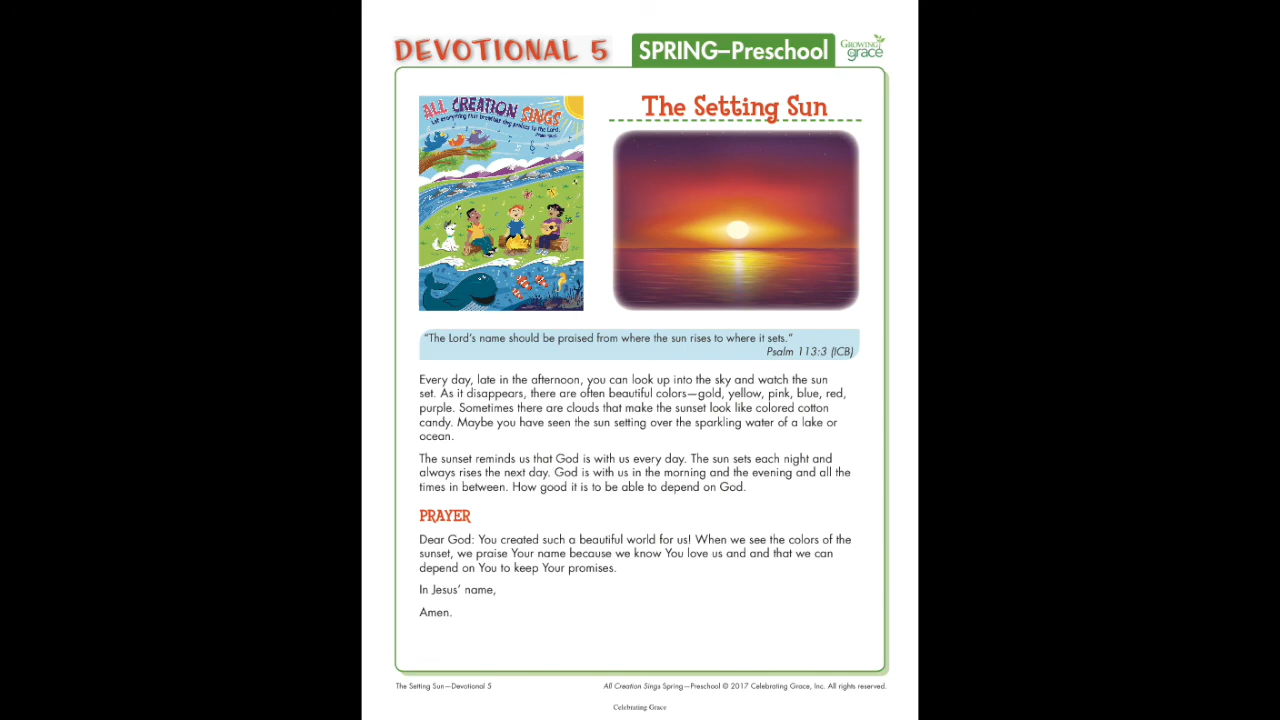 DEVOTIONAL 5
SPRING–Preschool
GROWING
grace
ALL CREATION SINGS
Let everything that breathes sing praise to the Lord.
The Setting Sun
“The Lord’s name should be praised from where the sun rises to where it sets.”
Psalm 113:3 (ICB)
Every day, late in the afternoon, you can look up into the sky and watch the sun
set. As it disappears, there are often beautiful colors—gold, yellow, pink, blue, red,
purple. Sometimes there are clouds that make the sunset look like colored cotton
candy. Maybe you have seen the sun setting over the sparkling water of a lake or
ocean.
The sunset reminds us that God is with us every day. The sun sets each night and
always rises the next day. God is with us in the morning and the evening and all the
times in between. How good it is to be able to depend on God.
PRAYER
Dear God: You created such a beautiful world for us! When we see the colors of the
sunset, we praise Your name because we know You love us and and that we can
depend on You to keep Your promises.
In Jesus’ name,
Amen.
The Setting Sun—Devotional 5
All Creation Sings Spring—Preschool © 2017 Celebrating Grace, Inc. All rights reserved.
Celebrating Grace